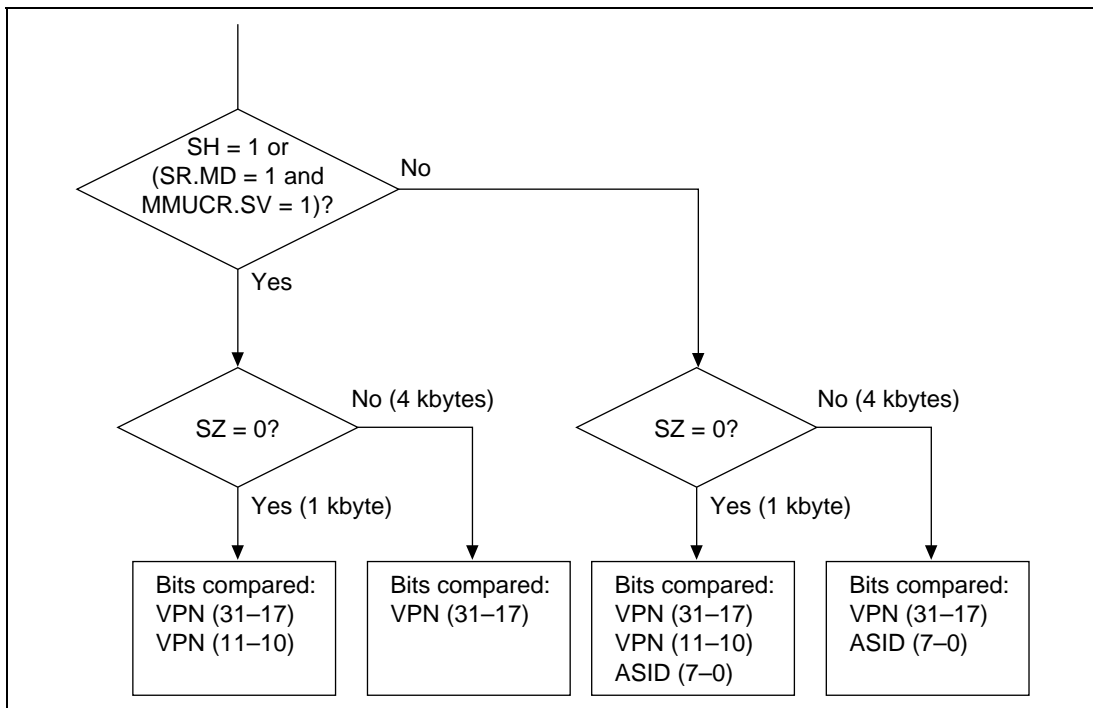 SH = 1 or
(SR.MD = 1 and
MMUCR.SV = 1)?
No
Yes
SZ = 0?
No (4 kbytes)
Yes (1 kbyte)
SZ = 0?
No (4 kbytes)
Yes (1 kbyte)
Bits compared:
VPN (31–17)
VPN (11–10)
Bits compared:
VPN (31–17)
Bits compared:
VPN (31–17)
VPN (11–10)
ASID (7–0)
Bits compared:
VPN (31–17)
ASID (7–0)